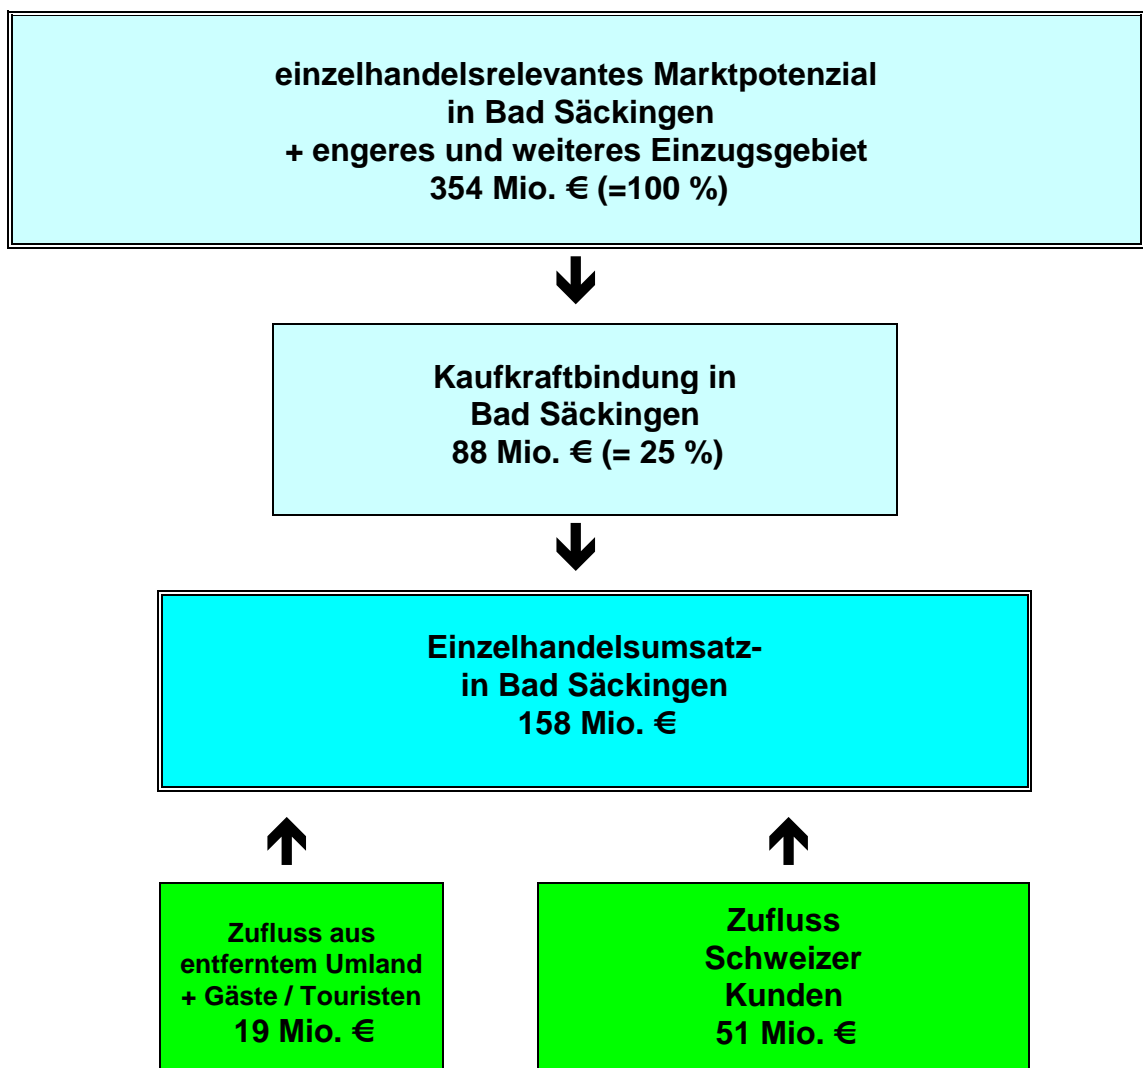 einzelhandelsrelevantes Marktpotenzial
in Bad Säckingen
+ engeres und weiteres Einzugsgebiet
354 Mio. € (=100 %)
Kaufkraftbindung in
Bad Säckingen
88 Mio. € (= 25 %)
Einzelhandelsumsatz-
in Bad Säckingen
158 Mio. €
Zufluss aus
entferntem Umland
+ Gäste / Touristen
19 Mio. €
Zufluss
Schweizer
Kunden
51 Mio. €